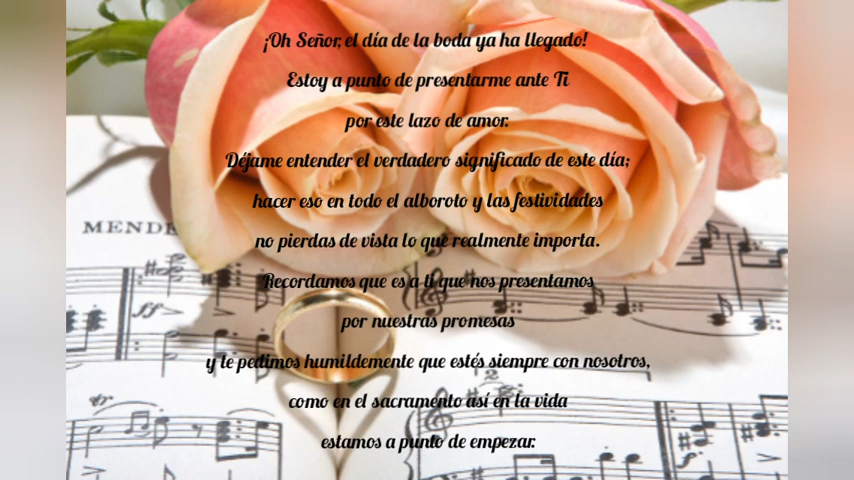 ¡Oh Señor, el día de la boda ya ha llegado!
Estoy a punto de presentarme ante Ti
por este lazo de amor.
Déjame entender el verdadero significado de este día;
hacer eso en todo el alboroto y las festividades
MENDE
no pierdas de vista lo que realmente importa.
Recordamos que es a ti que nos presentamos
por nuestras promesas
ff
y te pedimos humildemente que estés siempre con nosotros,
como en el sacramento así en la vida
tr
estamos a punto de empezar.